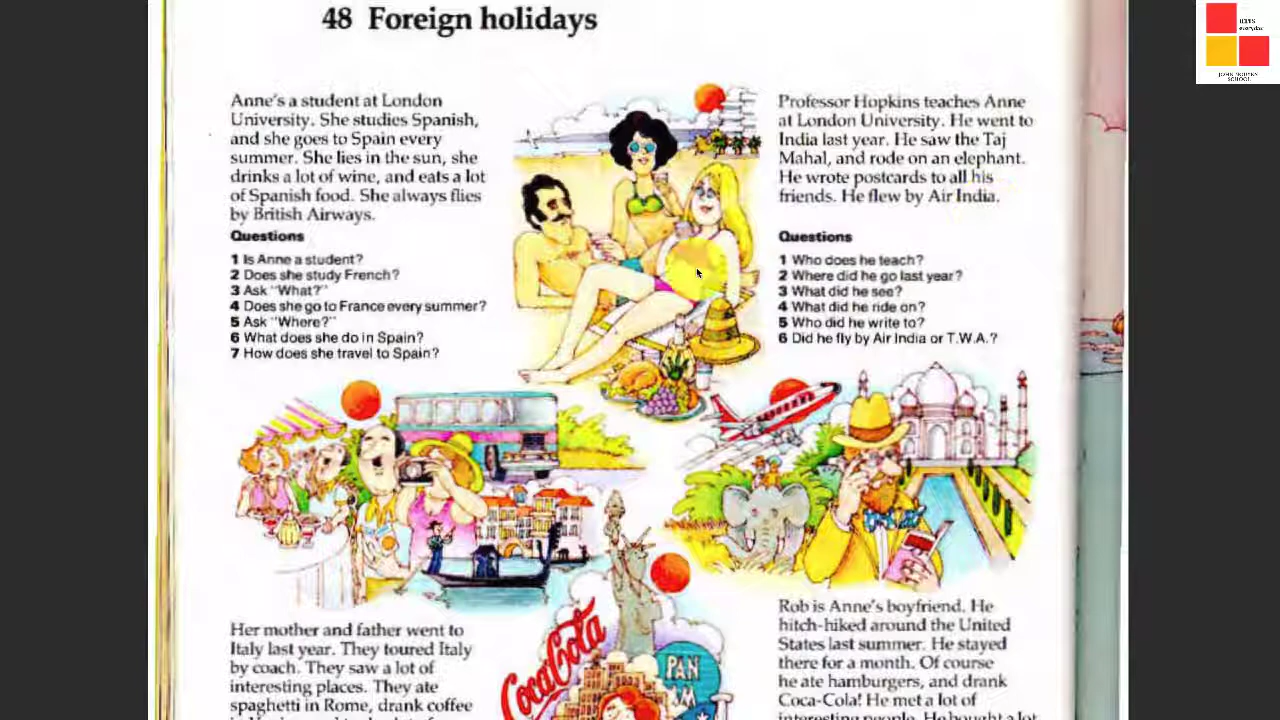 48 Foreign holidays
Anne's a student at London
University. She studies Spanish,
and she goes to Spain every
summer. She lies in the sun, she
drinks a lot of wine, and eats a lot
of Spanish food. She always flies
by British Airways.
Questions
1 Is Anne a student?
2 Does she study French?
3 Ask "What?"
4 Does she go to France every summer?
5 Ask "Where?"
6 What does she do in Spain?
7 How does she travel to Spain?
Professor Hopkins teaches Anne
at London University. He went to
India last year. He saw the Taj
Mahal, and rode on an elephant.
He wrote postcards to all his
friends. He flew by Air India.
Questions
1 Who does he teach?
2 Where did he go last year?
3 What did he see?
4 What did he ride on?
5 Who did he write to?
6 Did he fly by Air India or T.W.A.?
Her mother and father went to
Italy last year. They toured Italy
by coach. They saw a lot of
interesting places. They ate
spaghetti in Rome, drank coffee
Coca-Cola
PAN
AM
Rob is Anne's boyfriend. He
hitch-hiked around the United
States last summer. He stayed
there for a month. Of course
he ate hamburgers, and drank
Coca-Cola! He met a lot of
interesting people. He bought a lot
everyday
SCHOOL